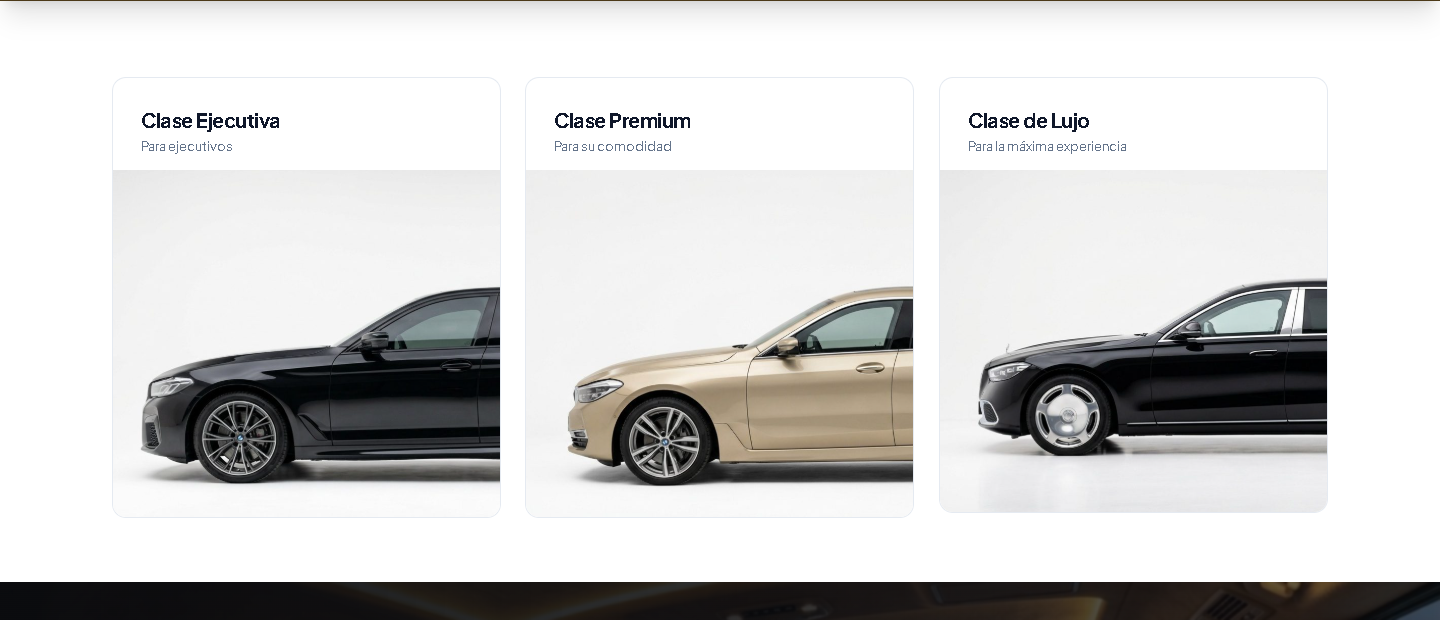 Clase Ejecutiva
Para ejecutivos
Clase Premium
Para su comodidad
Clase de Lujo
Para la máxima experiencia